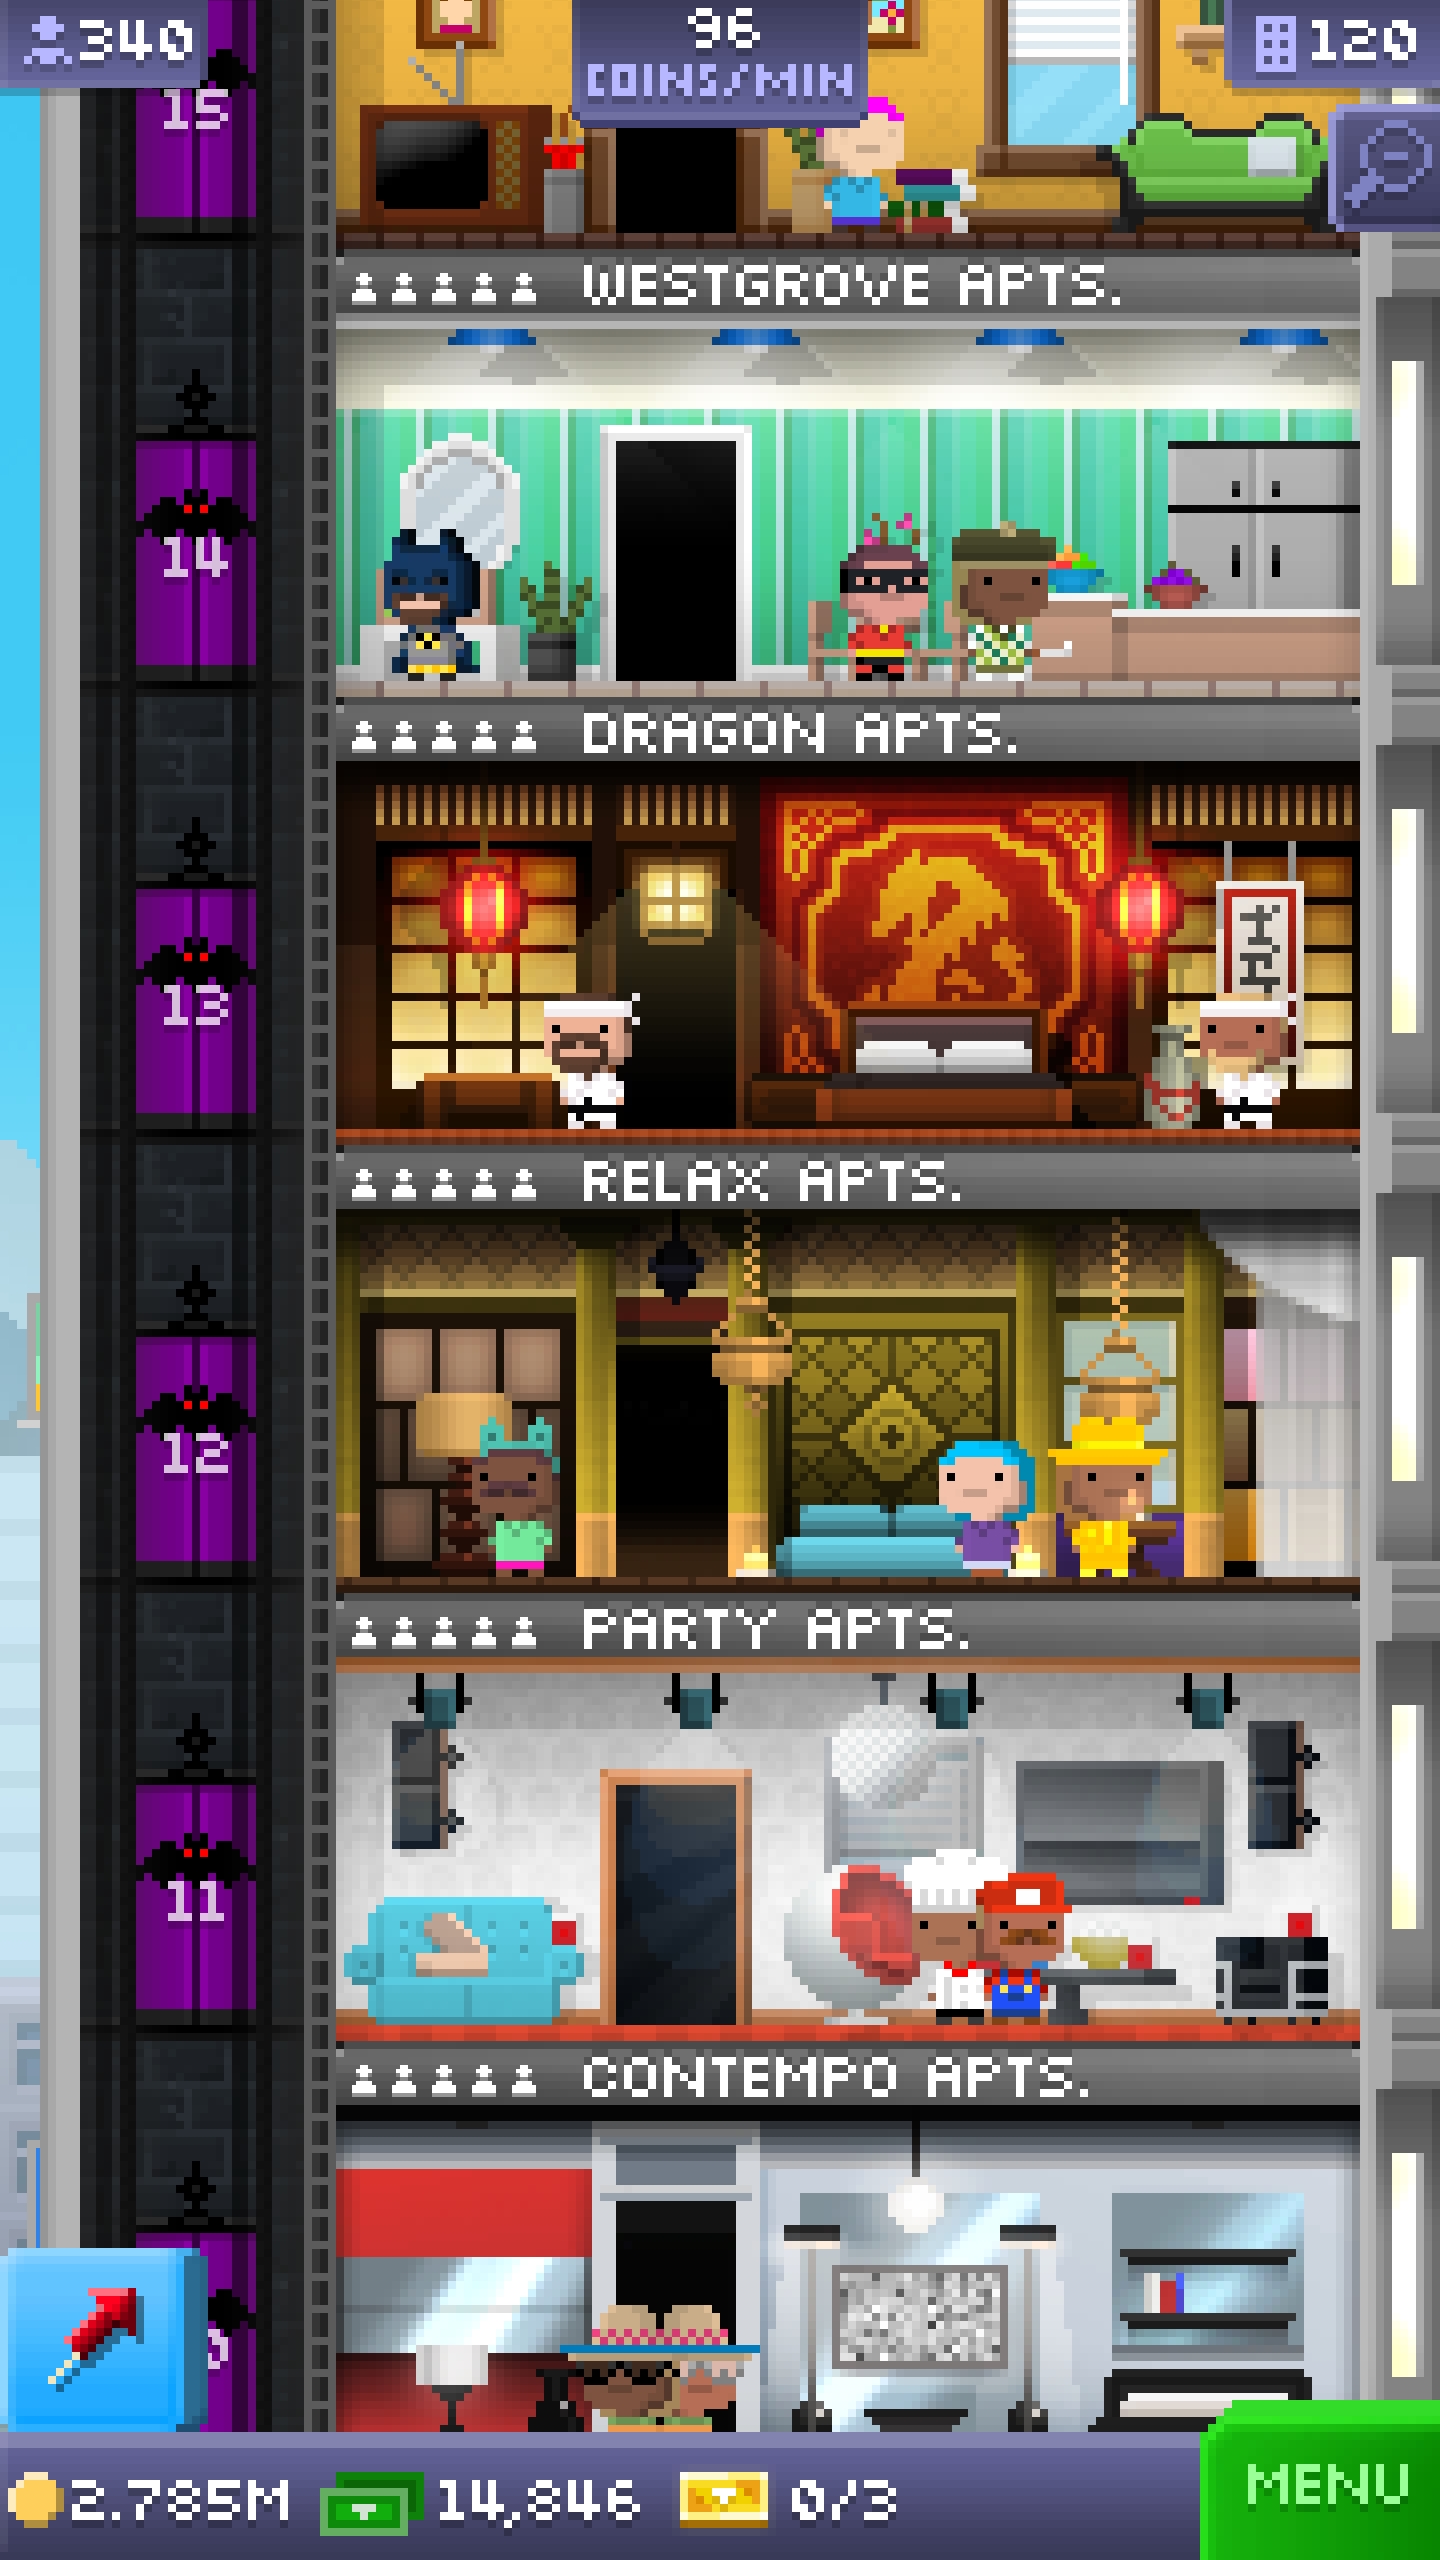 340
96
COINS/MIN
120
15
WESTGROVE APTS.
14
DRAGON APTS.
13
RELAX APTS.
12
PARTY APTS.
11
CONTEMPO APTS.
2.785M
14,846
0/3
MENU